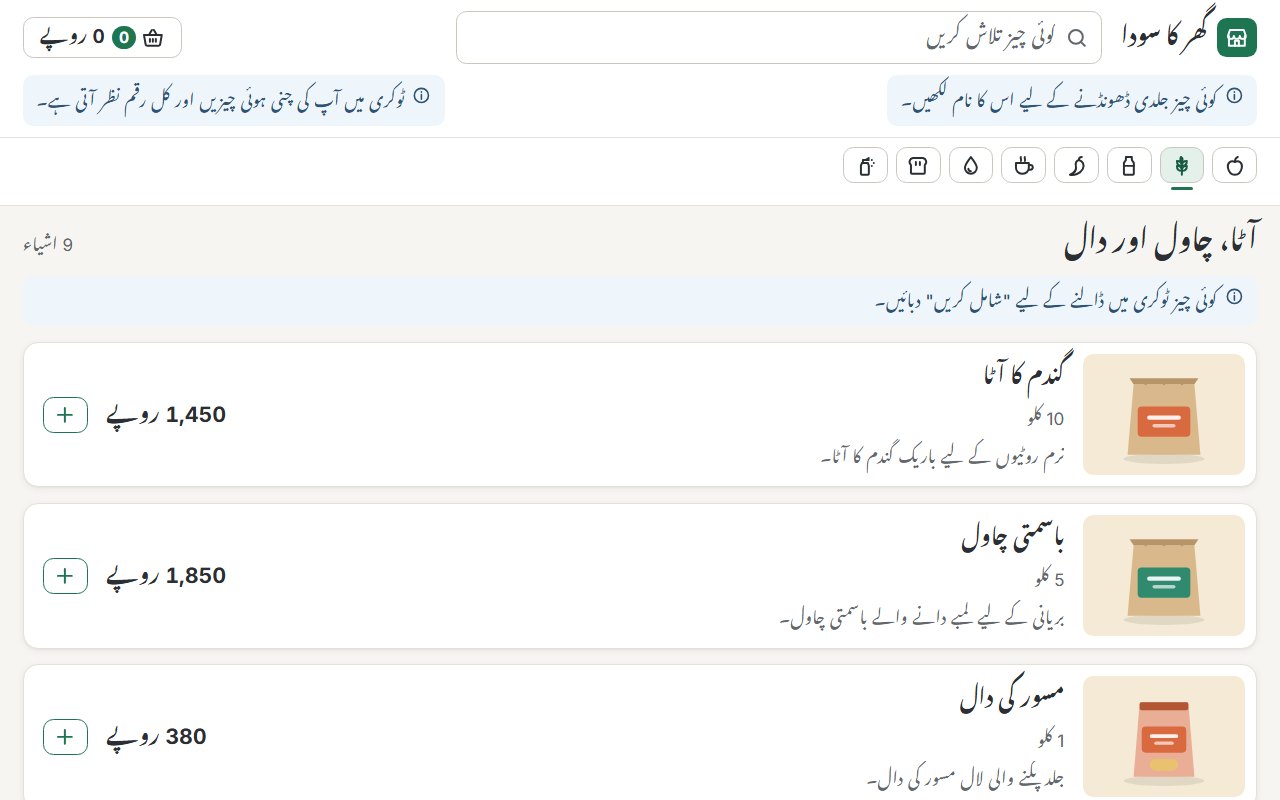 گھر کا سودا
کوئی چیز تلاش کریں
0 0 روپے
کوئی چیز جلدی ڈھونڈنے کے لیے اس کا نام لکھیں۔
ٹوکری میں آپ کی چنی ہوئی چیزیں اور کل رقم نظر آتی ہے۔
آٹا، چاول اور دال
9 اشیاء
کوئی چیز ٹوکری میں ڈالنے کے لیے "شامل کریں" دبائیں۔
گندم کا آٹا
10 کلو
نرم روٹیوں کے لیے باریک گندم کا آٹا۔
1,450 روپے
باسمتی چاول
5 کلو
بریانی کے لیے لمبے دانے والے باسمتی چاول۔
1,850 روپے
مسور کی دال
1 کلو
جلد پکنے والی لال مسور کی دال۔
380 روپے